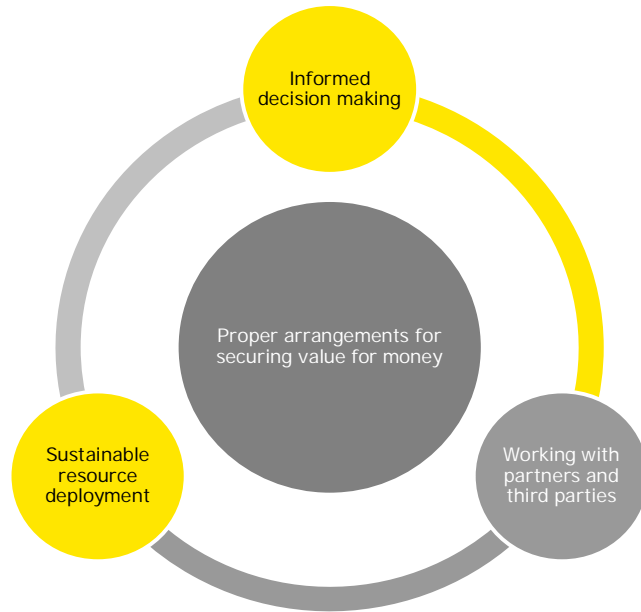 Informed
decision making
Proper arrangements for
securing value for money
Sustainable
resource
deployment
Working with
partners and
third parties